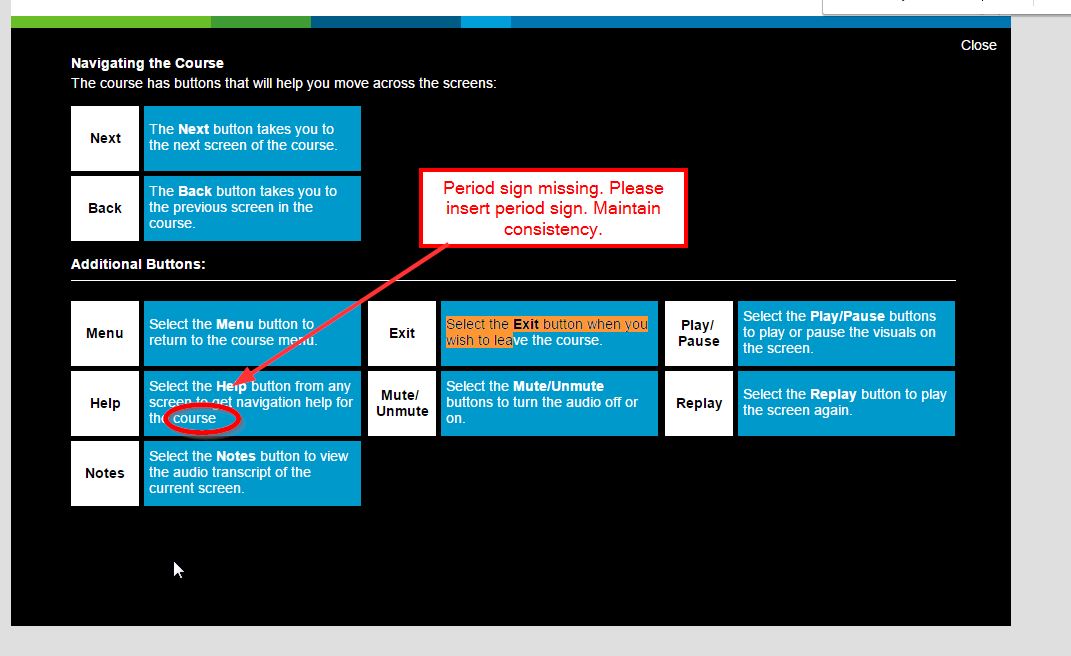 Close
Navigating the Course
The course has buttons that will help you move across the screens:
Next
The Next button takes you to
the next screen of the course.
Back
The Back button takes you to
the previous screen in the
course.
Period sign missing. Please
insert period sign. Maintain
consistency.
Additional Buttons:
Menu
Select the Menu button to
return to the course menu.
Exit
Select the Exit button when you
wish to leave the course.
Play/
Pause
Select the Play/Pause buttons
to play or pause the visuals on
the screen.
Help
Select the Help button from any
screen to get navigation help for
the course
Mute/
Unmute
Select the Mute/Unmute
buttons to turn the audio off or
on.
Replay
Select the Replay button to play
the screen again.
Notes
Select the Notes button to view
the audio transcript of the
current screen.